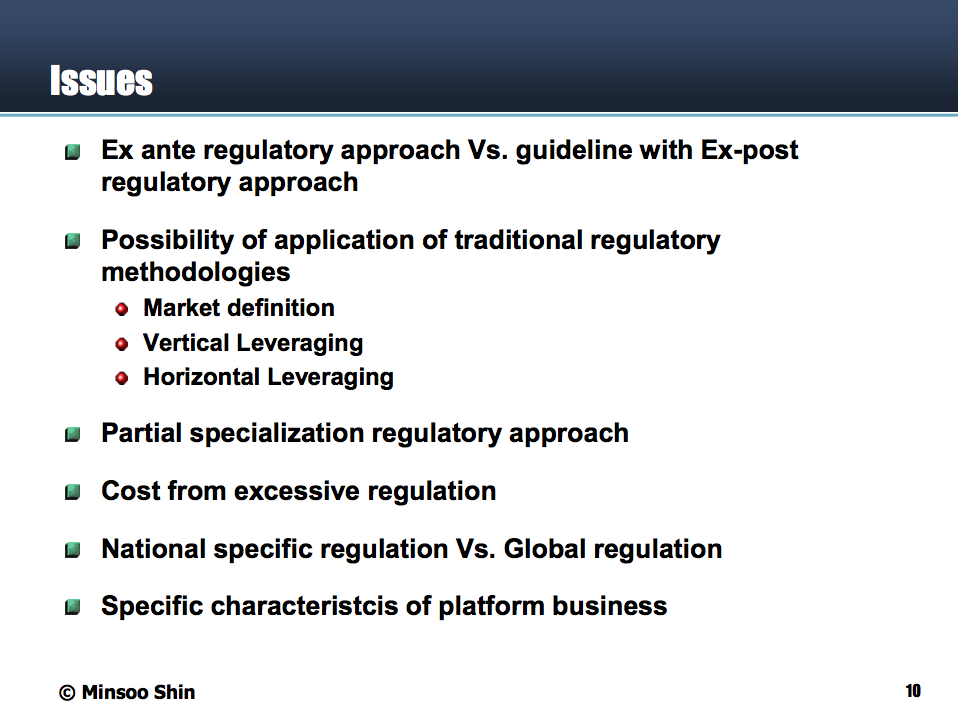 Issues
Ex ante regulatory approach Vs. guideline with Ex-post
regulatory approach
Possibility of application of traditional regulatory
methodologies
Market definition
Vertical Leveraging
Horizontal Leveraging
Partial specialization regulatory approach
Cost from excessive regulation
National specific regulation Vs. Global regulation
Specific characteristcis of platform business
© Minsoo Shin
10